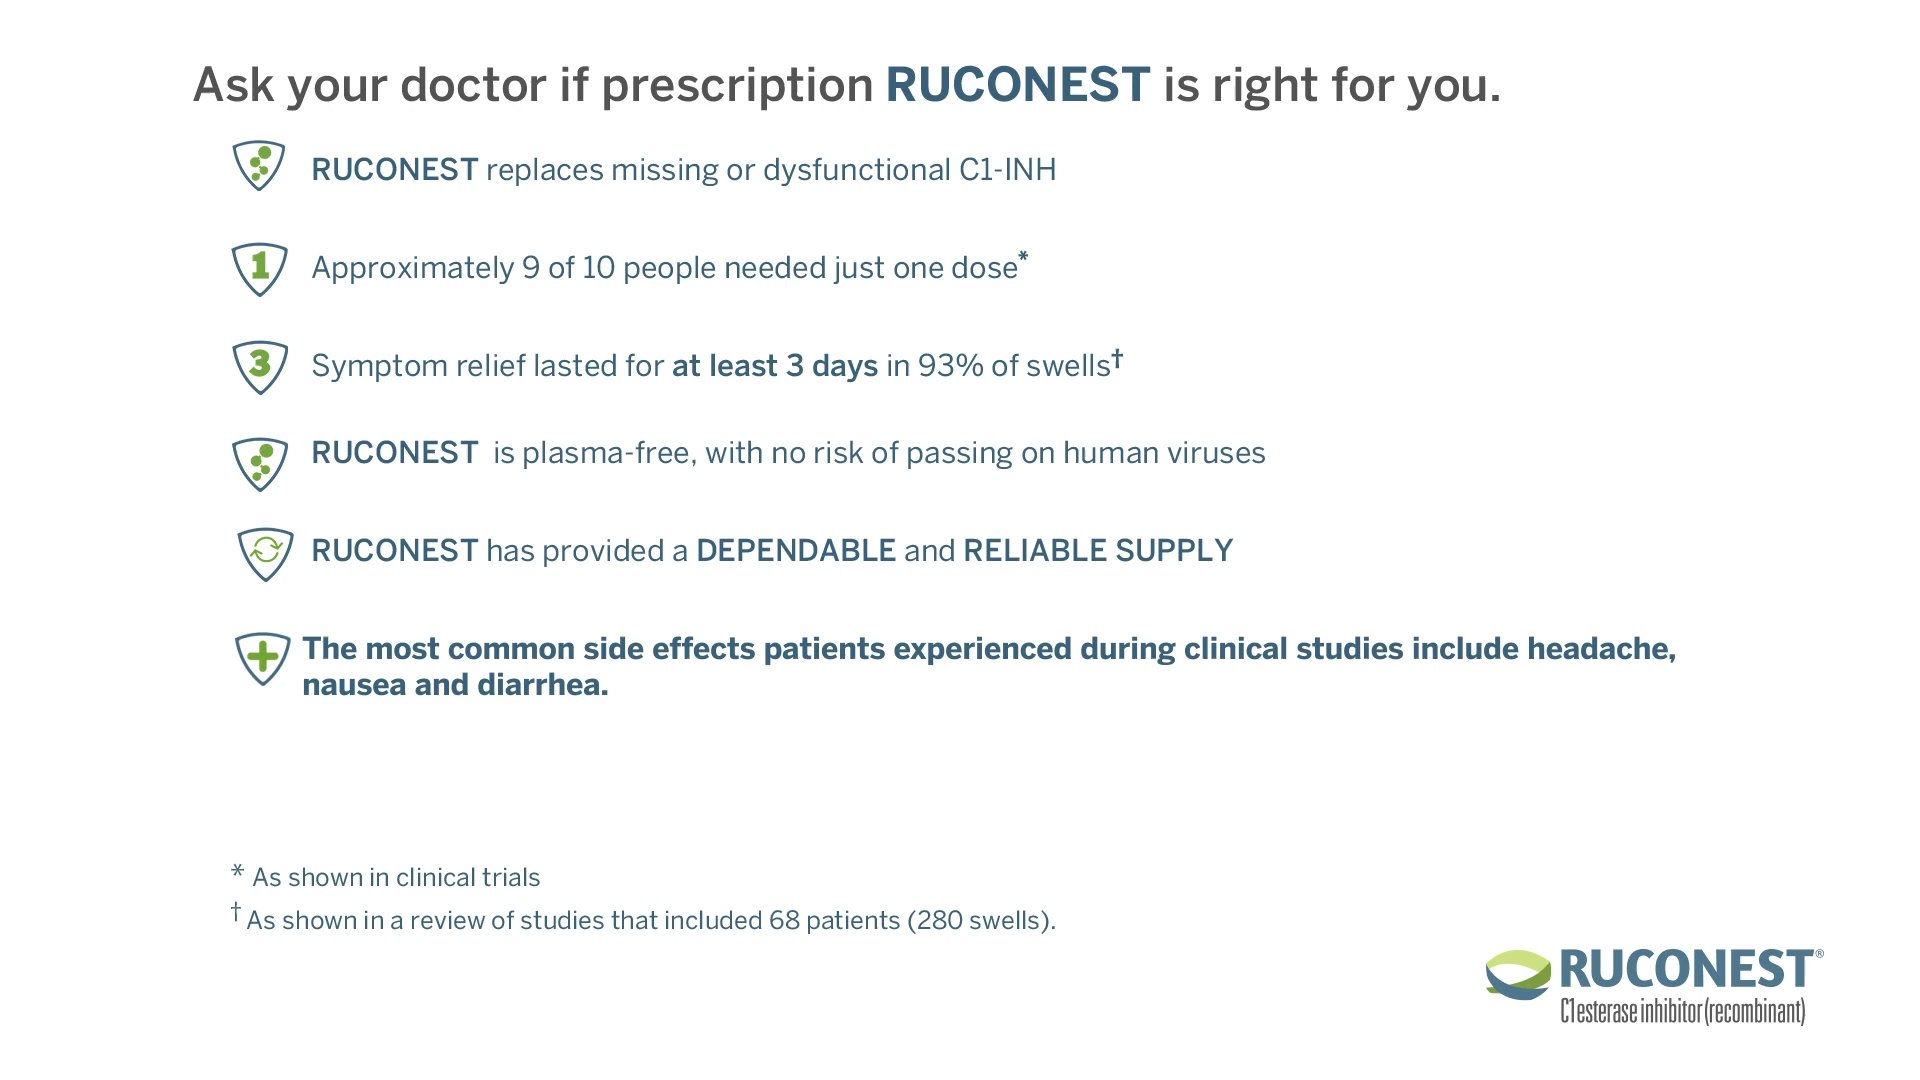 Ask your doctor if prescription RUCONEST is right for you.
RUCONEST replaces missing or dysfunctional C1-INH
1 Approximately 9 of 10 people needed just one dose*
3 Symptom relief lasted for at least 3 days in 93% of swells†
RUCONEST is plasma-free, with no risk of passing on human viruses
RUCONEST has provided a DEPENDABLE and RELIABLE SUPPLY
The most common side effects patients experienced during clinical studies include headache,
nausea and diarrhea.
* As shown in clinical trials
† As shown in a review of studies that included 68 patients (280 swells).
RUCONEST®
C1 esterase inhibitor (recombinant)